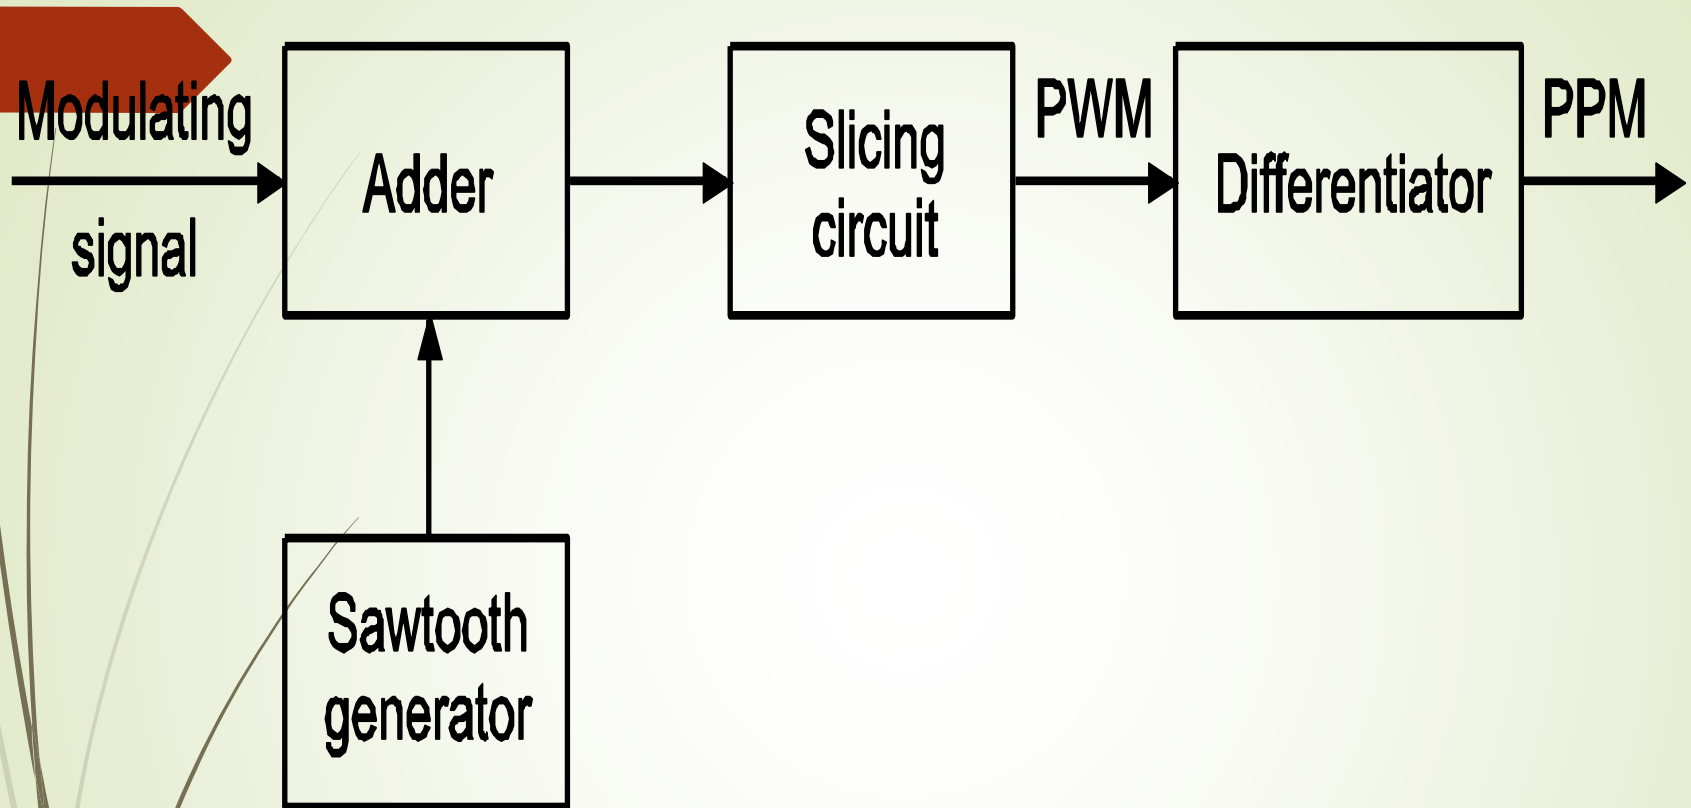 Modulating
signal
Adder
Slicing
circuit
PWM
Differentiator
PPM
Sawtooth
generator